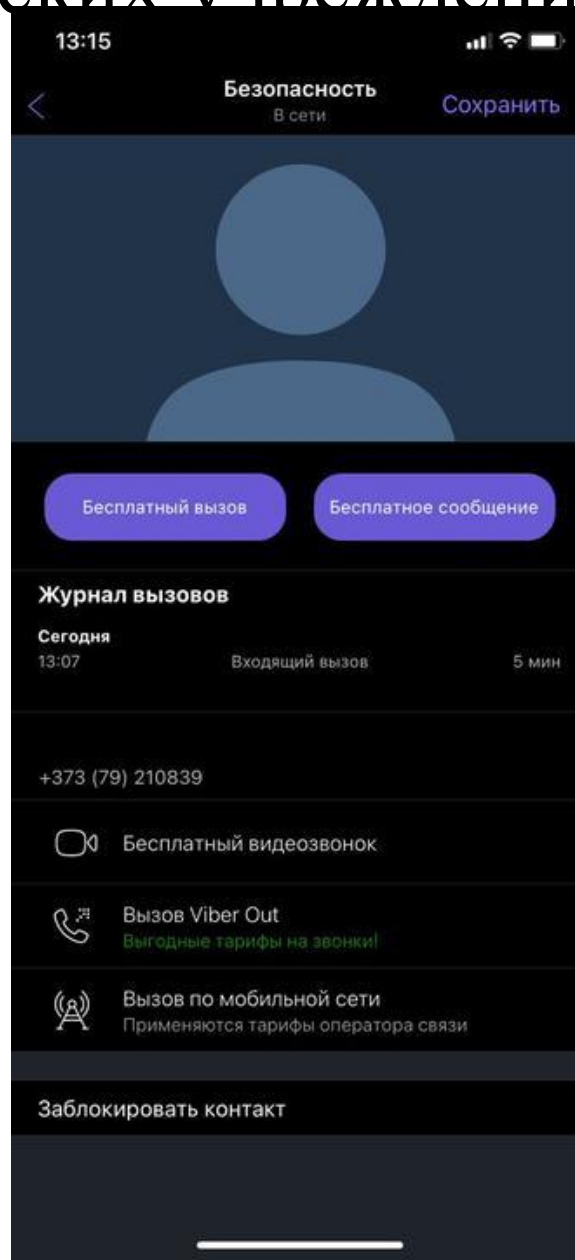 13:15
Безопасность
В сети
Сохранить
Бесплатный вызов
Бесплатное сообщение
Журнал вызовов
Сегодня
13:07 Входящий вызов 5 мин
+373 (79) 210839
Бесплатный видеозвонок
Вызов Viber Out
Выгодные тарифы на звонки!
Вызов по мобильной сети
Применяются тарифы оператора связи
Заблокировать контакт